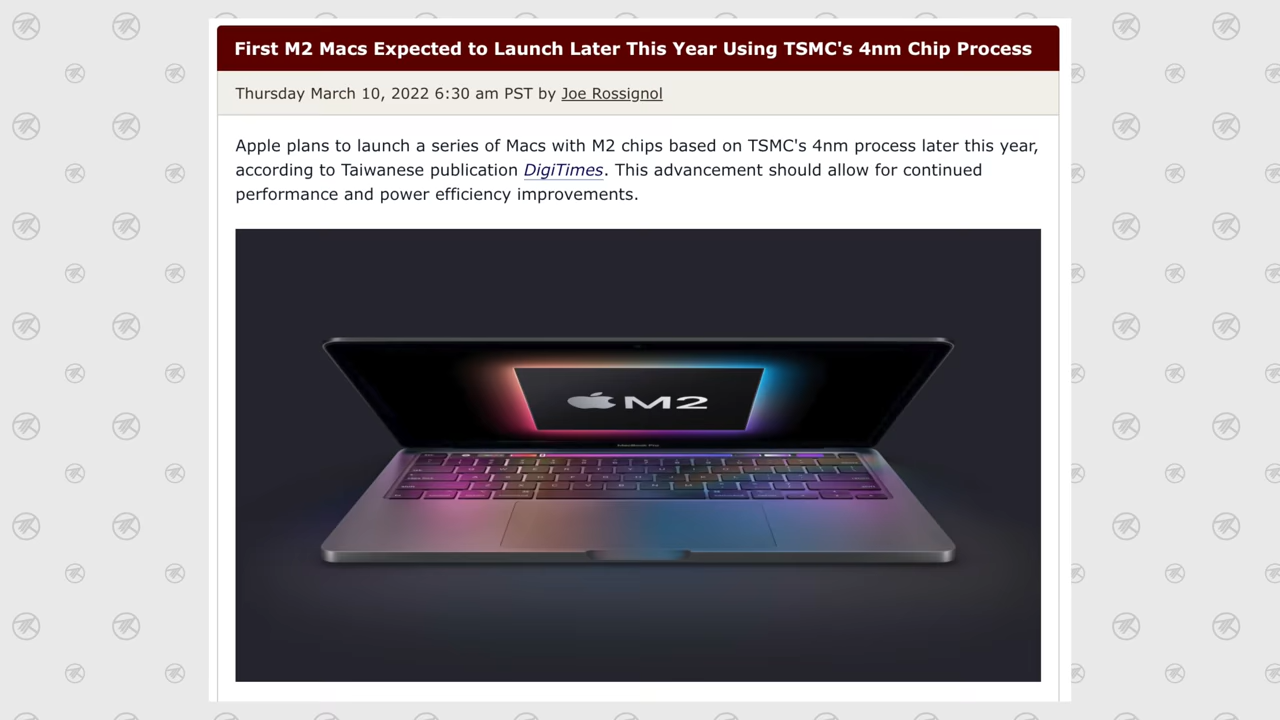 First M2 Macs Expected to Launch Later This Year Using TSMC's 4nm Chip Process
Thursday March 10, 2022 6:30 am PST by Joe Rossignol
Apple plans to launch a series of Macs with M2 chips based on TSMC's 4nm process later this year,
according to Taiwanese publication DigiTimes. This advancement should allow for continued
performance and power efficiency improvements.
M2
MacBook Pro